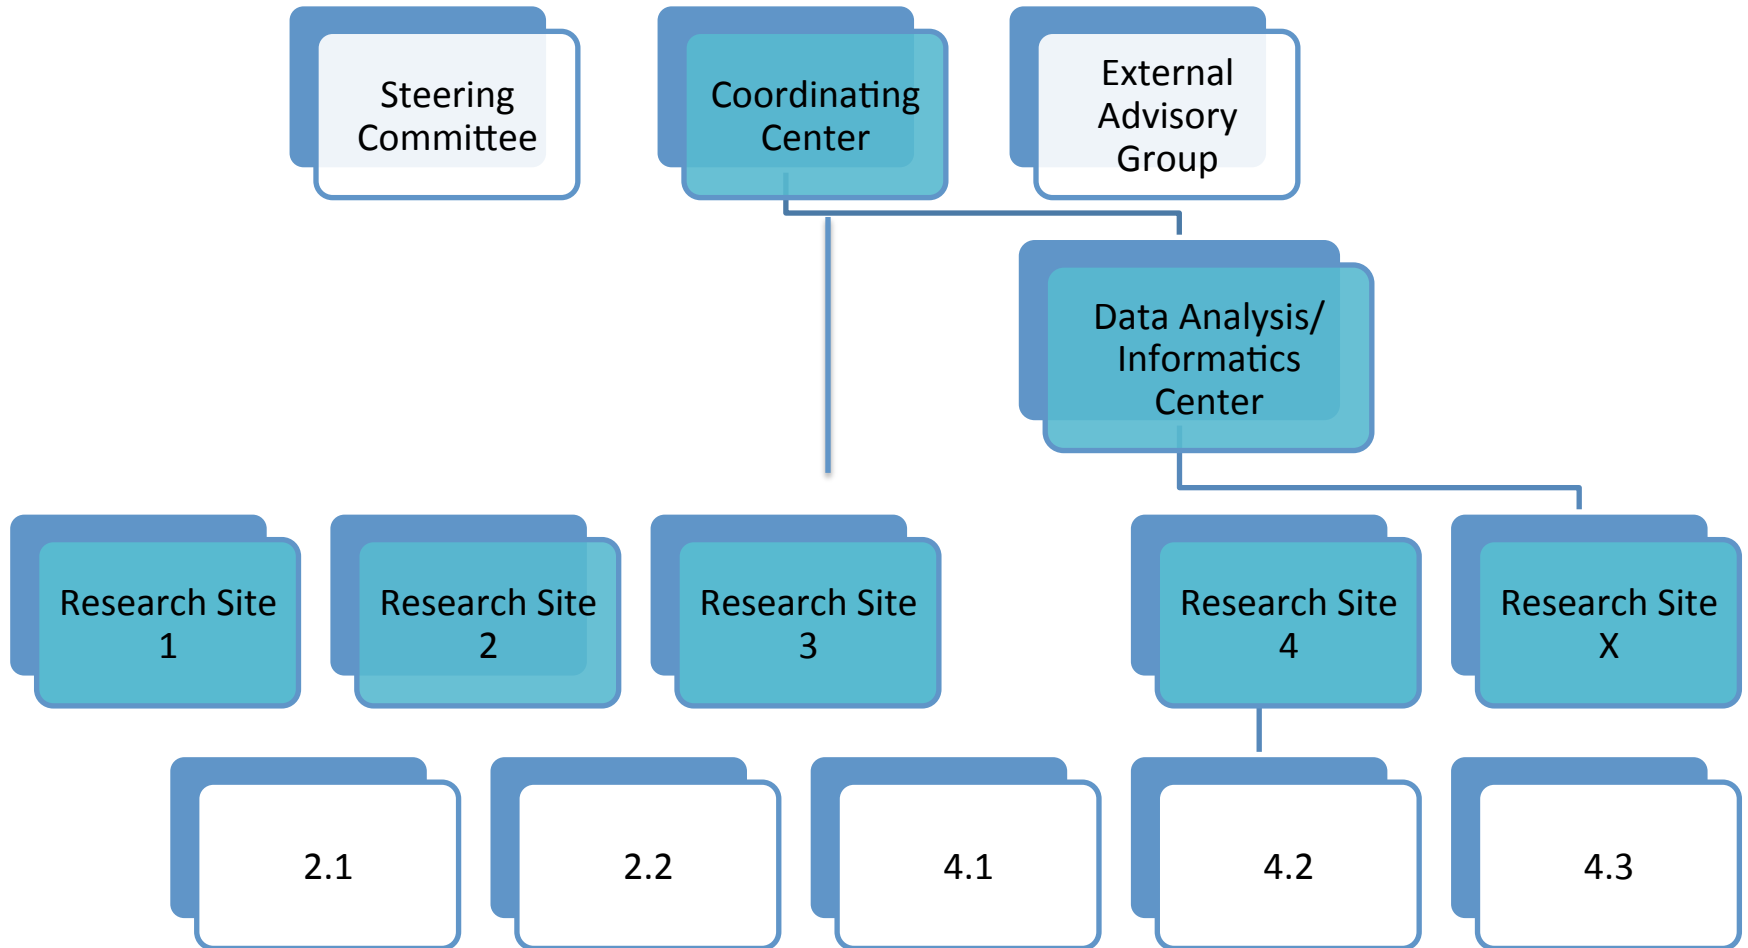 Steering
Committee
Coordinating
Center
External
Advisory
Group
Data Analysis/
Informatics
Center
Research Site
1
Research Site
2
Research Site
3
Research Site
4
Research Site
X
2.1
2.2
4.1
4.2
4.3